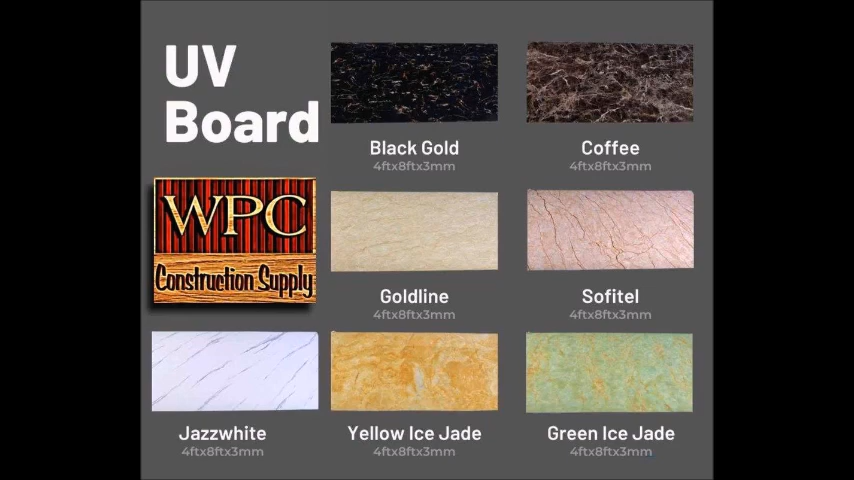 UV
Board
Black Gold
4ftx8ftx3mm
Coffee
4ftx8ftx3mm
WPC
Construction Supply
Goldline
4ftx8ftx3mm
Sofitel
4ftx8ftx3mm
Jazzwhite
4ftx8ftx3mm
Yellow Ice Jade
4ftx8ftx3mm
Green Ice Jade
4ftx8ftx3mm